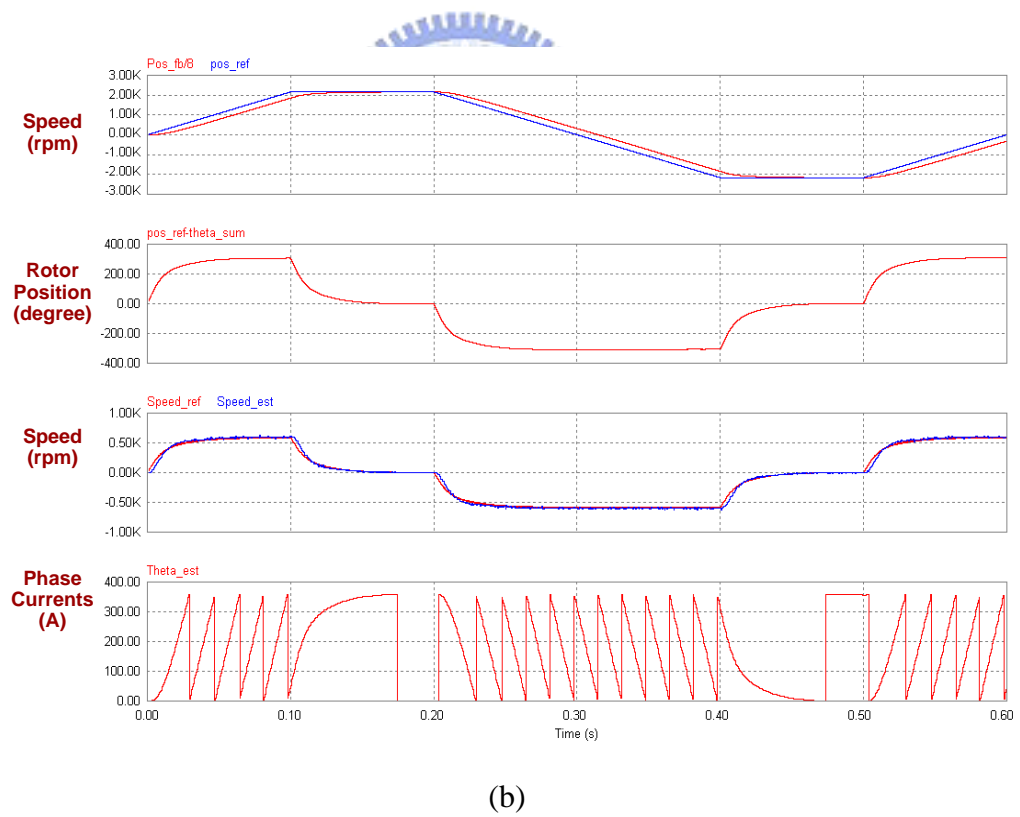 Pos_fb/8 pos_ref
3.00K
2.00K
1.00K
0.00K
-1.00K
-2.00K
-3.00K
Speed
(rpm)
pos_ref-theta_sum
400.00
200.00
0.00
-200.00
-400.00
Rotor
Position
(degree)
Speed_ref Speed_est
1.00K
0.50K
0.00K
-0.50K
-1.00K
Speed
(rpm)
Theta_est
400.00
300.00
200.00
100.00
0.00
Phase
Currents
(A)
0.00 0.10 0.20 0.30 0.40 0.50 0.60
Time (s)
(b)